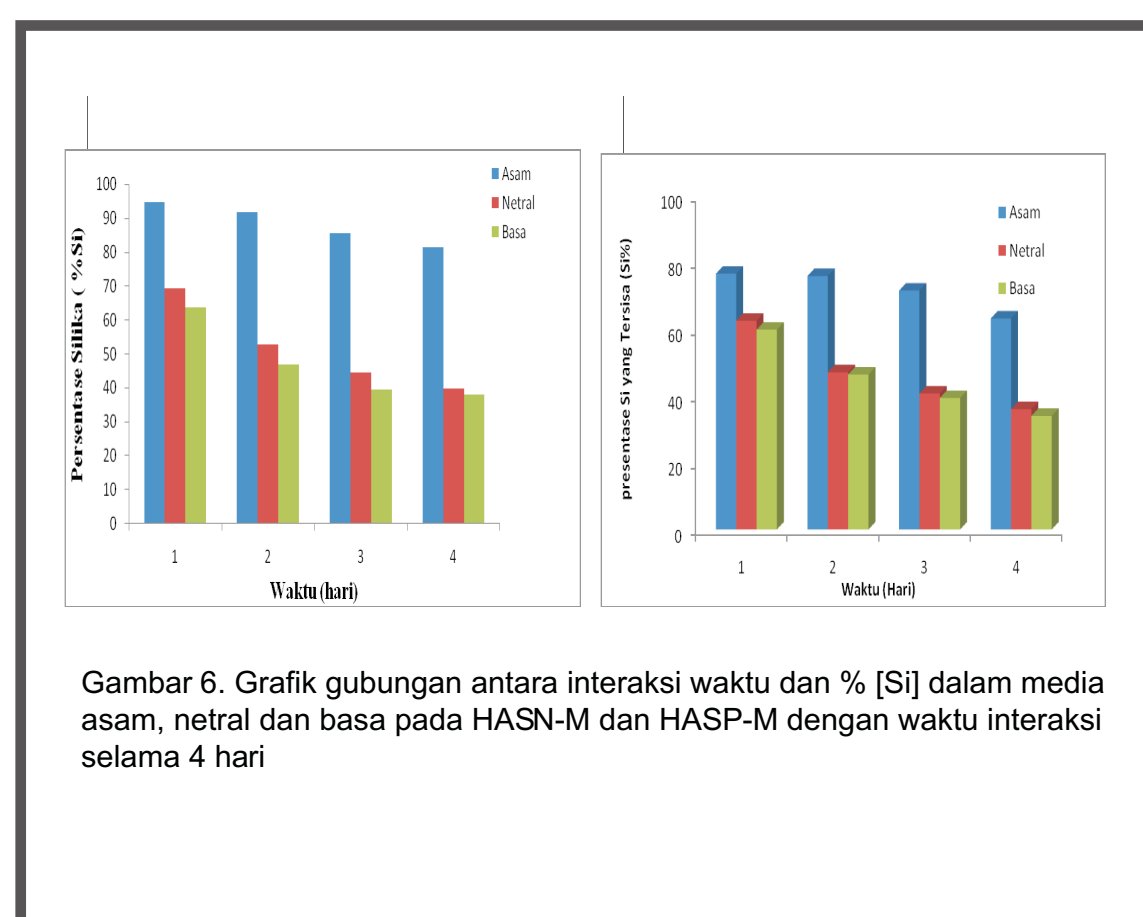 Asam
Netral
Basa
100
90
80
70
60
50
40
30
20
10
0
Persentase Silika ( %Si)
1 2 3 4
Waktu (hari)
Asam
Netral
Basa
100
80
60
40
20
0
presentase Si yang Tersisa (Si%)
1 2 3 4
Waktu (Hari)
Gambar 6. Grafik gubungan antara interaksi waktu dan % [Si] dalam media
asam, netral dan basa pada HASN-M dan HASP-M dengan waktu interaksi
selama 4 hari